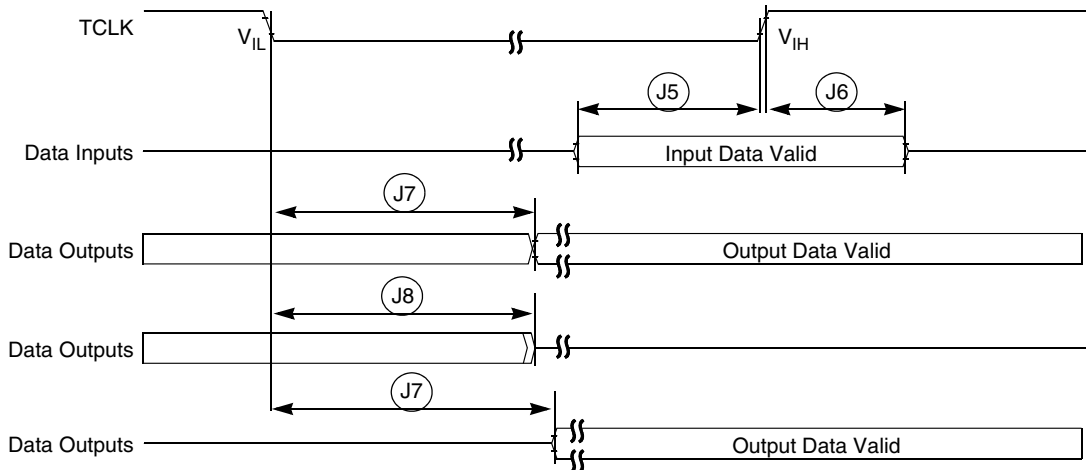 TCLK
V_IL
V_IH
J5
J6
Data Inputs
Input Data Valid
J7
Data Outputs
Output Data Valid
J8
Data Outputs
J7
Data Outputs
Output Data Valid